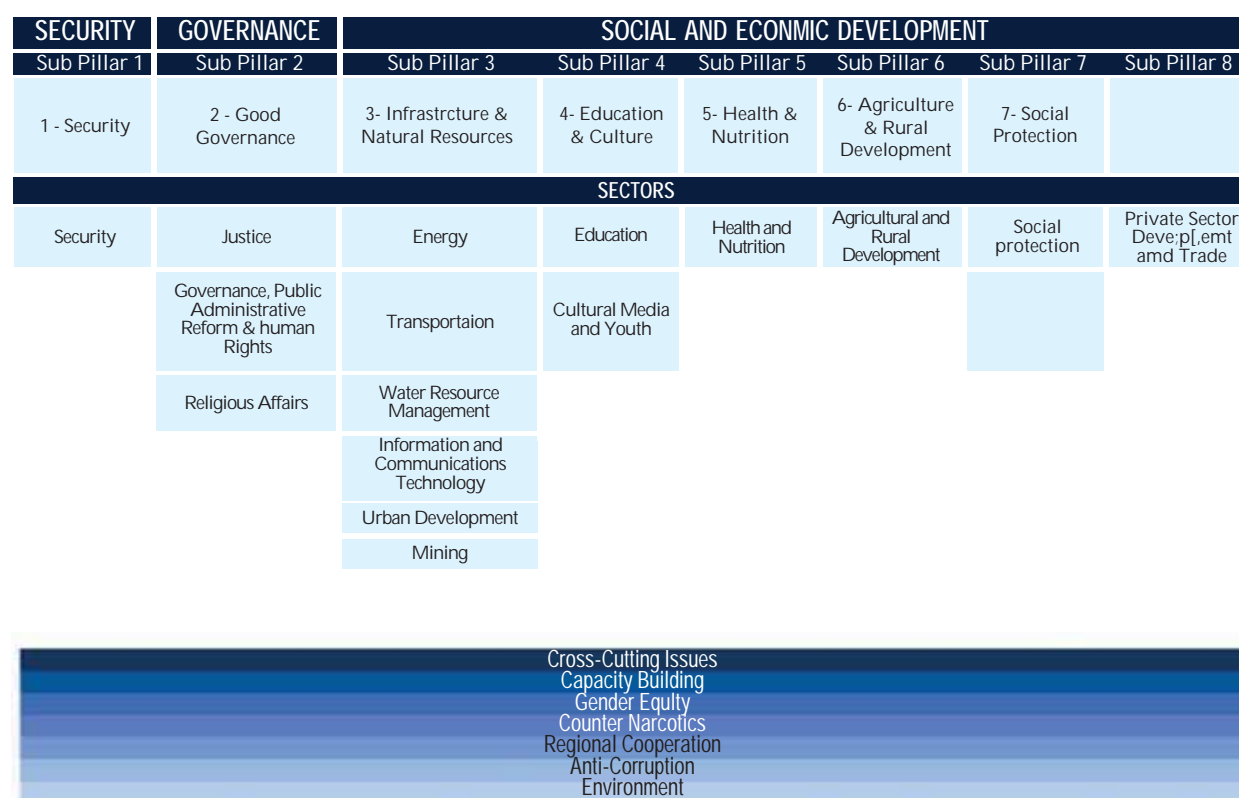 SECURITY GOVERNANCE SOCIAL AND ECONMIC DEVELOPMENT
Sub Pillar 1 Sub Pillar 2 Sub Pillar 3 Sub Pillar 4 Sub Pillar 5 Sub Pillar 6 Sub Pillar 7 Sub Pillar 8
1 - Security
2 - Good
Governance
3- Infrastrcture &
Natural Resources
4- Education
& Culture
5- Health &
Nutrition
6- Agriculture
& Rural
Development
7- Social
Protection
SECTORS
Security
Justice
Energy
Education
Health and
Nutrition
Agricultural and
Rural
Development
Social
protection
Private Sector
Deve;p[,emt
amd Trade
Governance, Public
Administrative
Reform & human
Rights
Transportaion
Cultural Media
and Youth
Religious Affairs
Water Resource
Management
Information and
Communications
Technology
Urban Development
Mining
Cross-Cutting Issues
Capacity Building
Gender Equlty
Counter Narcotics
Regional Cooperation
Anti-Corruption
Environment